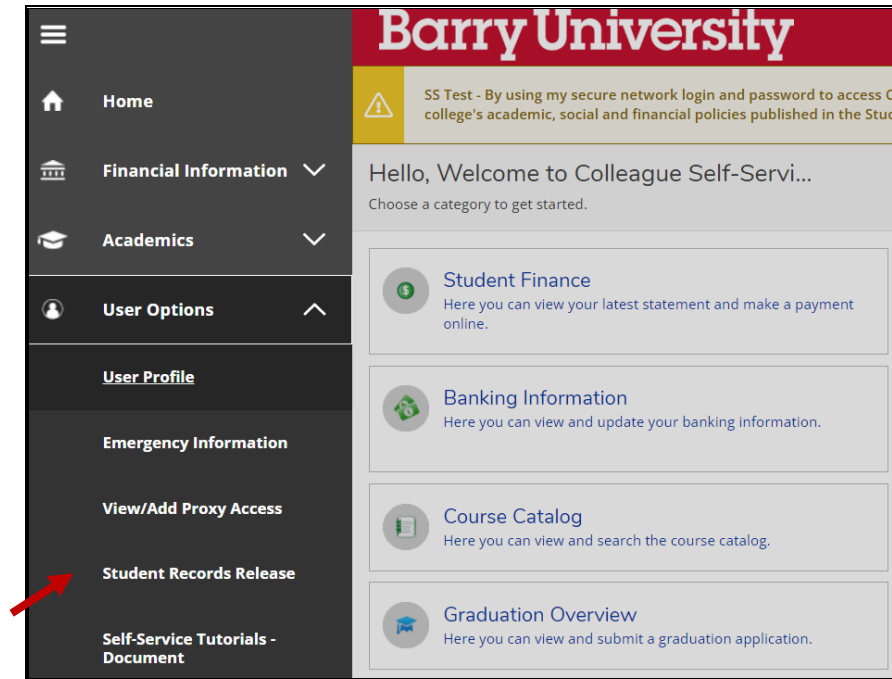 Barry University
Home
Financial Information
Academics
User Options
User Profile
Emergency Information
View/Add Proxy Access
Student Records Release
Self-Service Tutorials -
Document
SS Test - By using my secure network login and password to access
college's academic, social and financial policies published in the
Hello, Welcome to Colleague Self-Servi...
Choose a category to get started.
Student Finance
Here you can view your latest statement and make a payment
online.
Banking Information
Here you can view and update your banking information.
Course Catalog
Here you can view and search the course catalog.
Graduation Overview
Here you can view and submit a graduation application.